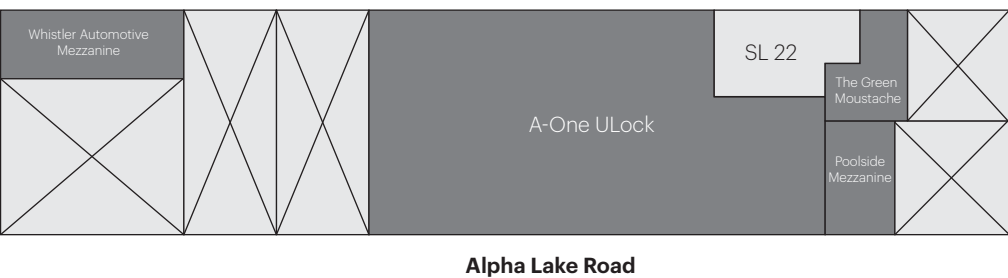 Whistler Automotive
Mezzanine
SL 22
The Green
Moustache
A-One ULock
Poolside
Mezzanine
Alpha Lake Road